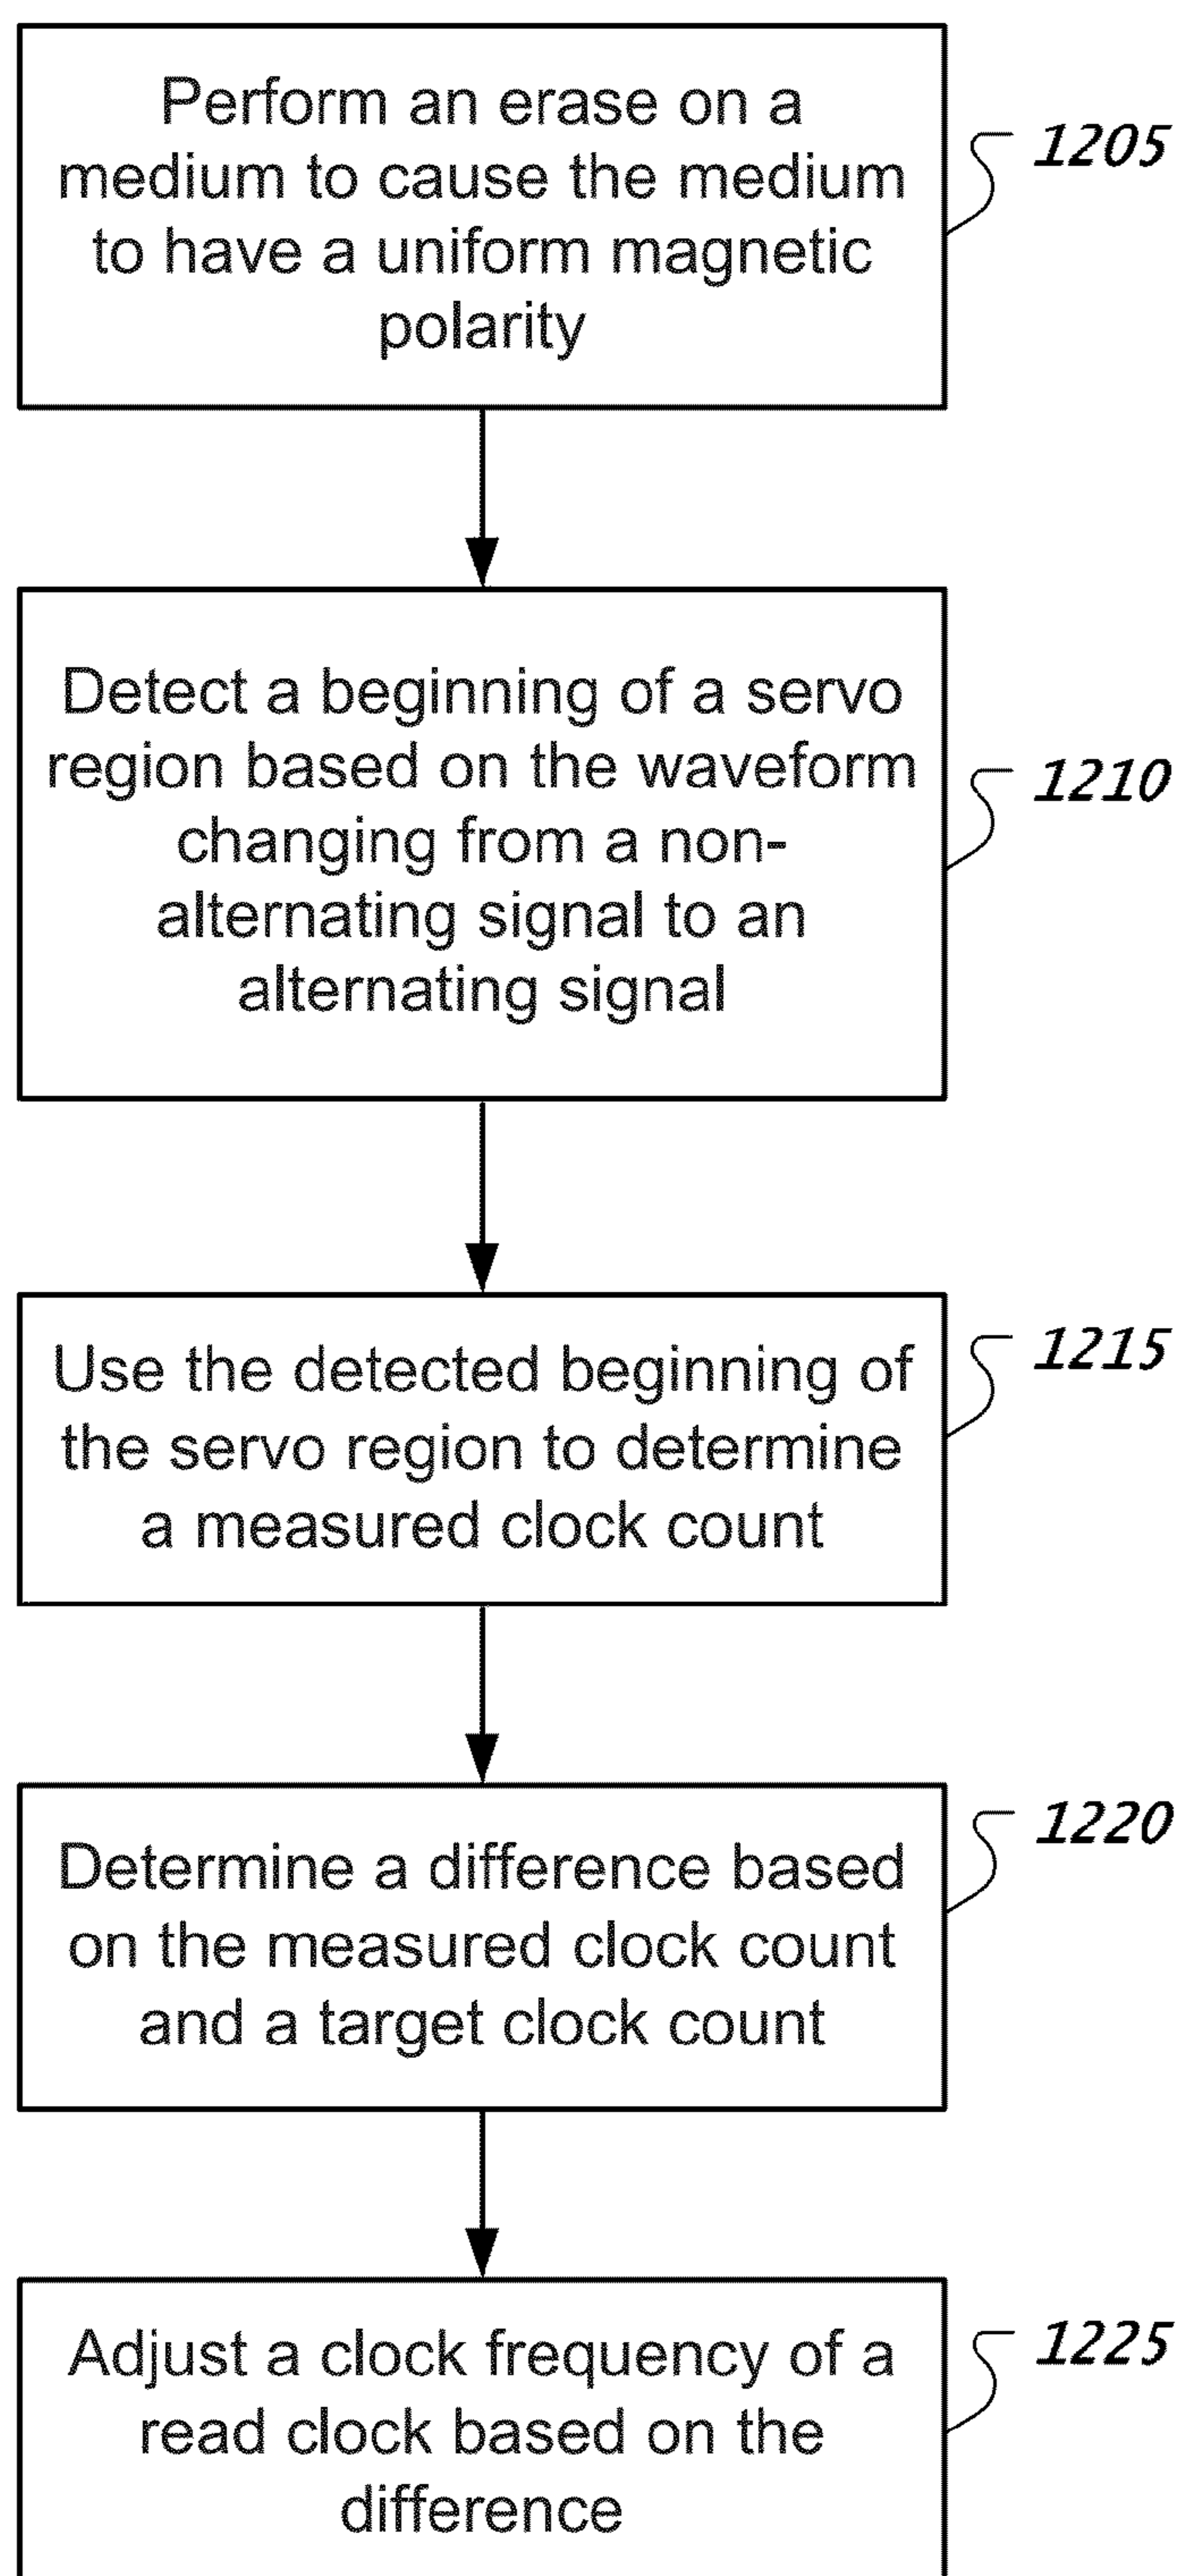 Perform an erase on a
medium to cause the medium
to have a uniform magnetic
polarity
1205
Detect a beginning of a servo
region based on the waveform
changing from a non-
alternating signal to an
alternating signal
1210
Use the detected beginning of
the servo region to determine
a measured clock count
1215
Determine a difference based
on the measured clock count
and a target clock count
1220
Adjust a clock frequency of a
read clock based on the
difference
1225